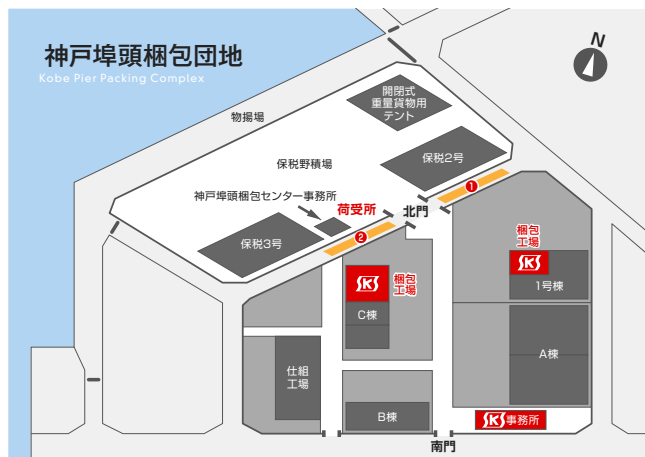 神戸埠頭梱包団地
Kobe Pier Packing Complex
N
開閉式
重量貨物用
テント
物揚場
保税野積場
保税2号
1
神戸埠頭梱包センター事務所
荷受所
北門
2
保税3号
梱包
工場
SKS
1号棟
SKS
梱包
工場
C棟
A棟
仕組
工場
B棟
SKS 事務所
南門